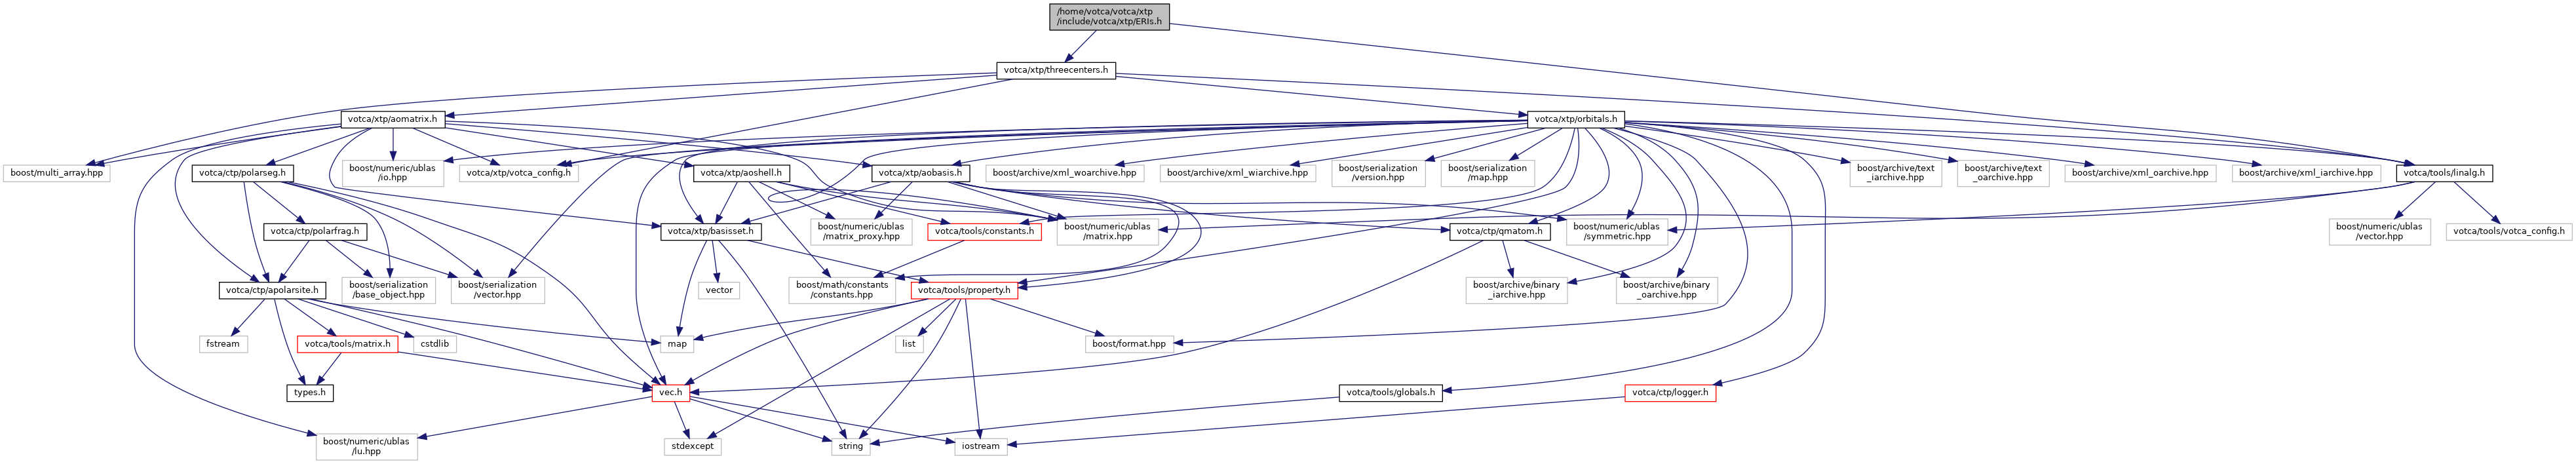 /home/votca/votca/xtp
/include/votca/xtp/ERIs.h
votca/xtp/threecenters.h
votca/xtp/aomatrix.h
votca/xtp/orbitals.h
boost/multi_array.hpp
votca/ctp/polarseg.h
boost/numeric/ublas
/io.hpp
votca/xtp/votca_config.h
votca/xtp/aoshell.h
votca/xtp/aobasis.h
boost/archive/xml_woarchive.hpp
boost/archive/xml_wiarchive.hpp
boost/serialization
/version.hpp
boost/serialization
/map.hpp
boost/archive/text
_iarchive.hpp
boost/archive/text
_oarchive.hpp
boost/archive/xml_oarchive.hpp
boost/archive/xml_iarchive.hpp
votca/tools/linalg.h
votca/ctp/polarfrag.h
votca/xtp/basisset.h
boost/numeric/ublas
/matrix_proxy.hpp
votca/tools/constants.h
boost/numeric/ublas
/matrix.hpp
votca/ctp/qmatom.h
boost/numeric/ublas
/symmetric.hpp
boost/numeric/ublas
/vector.hpp
votca/tools/votca_config.h
votca/ctp/apolarsite.h
boost/serialization
/base_object.hpp
boost/serialization
/vector.hpp
vector
boost/math/constants
/constants.hpp
votca/tools/property.h
boost/archive/binary
_iarchive.hpp
boost/archive/binary
_oarchive.hpp
fstream
votca/tools/matrix.h
cstdlib
map
list
boost/format.hpp
types.h
vec.h
votca/tools/globals.h
votca/ctp/logger.h
boost/numeric/ublas
/lu.hpp
stdexcept
string
iostream